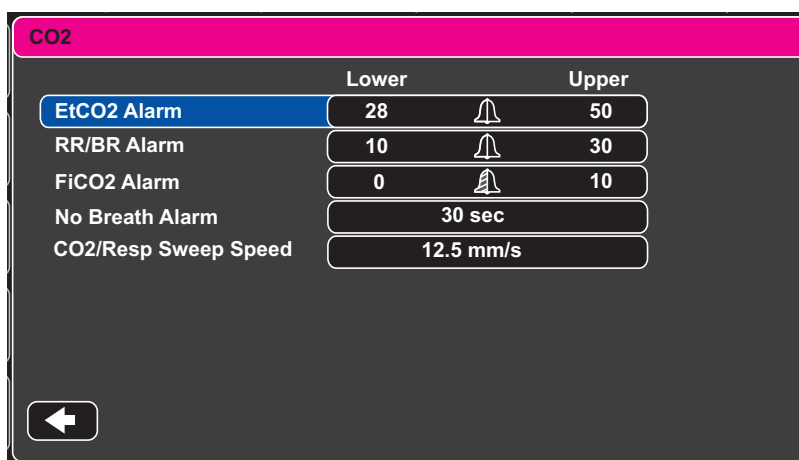 CO2
Lower Upper
EtCO2 Alarm 28 50
RR/BR Alarm 10 30
FiCO2 Alarm 0 10
No Breath Alarm 30 sec
CO2/Resp Sweep Speed 12.5 mm/s